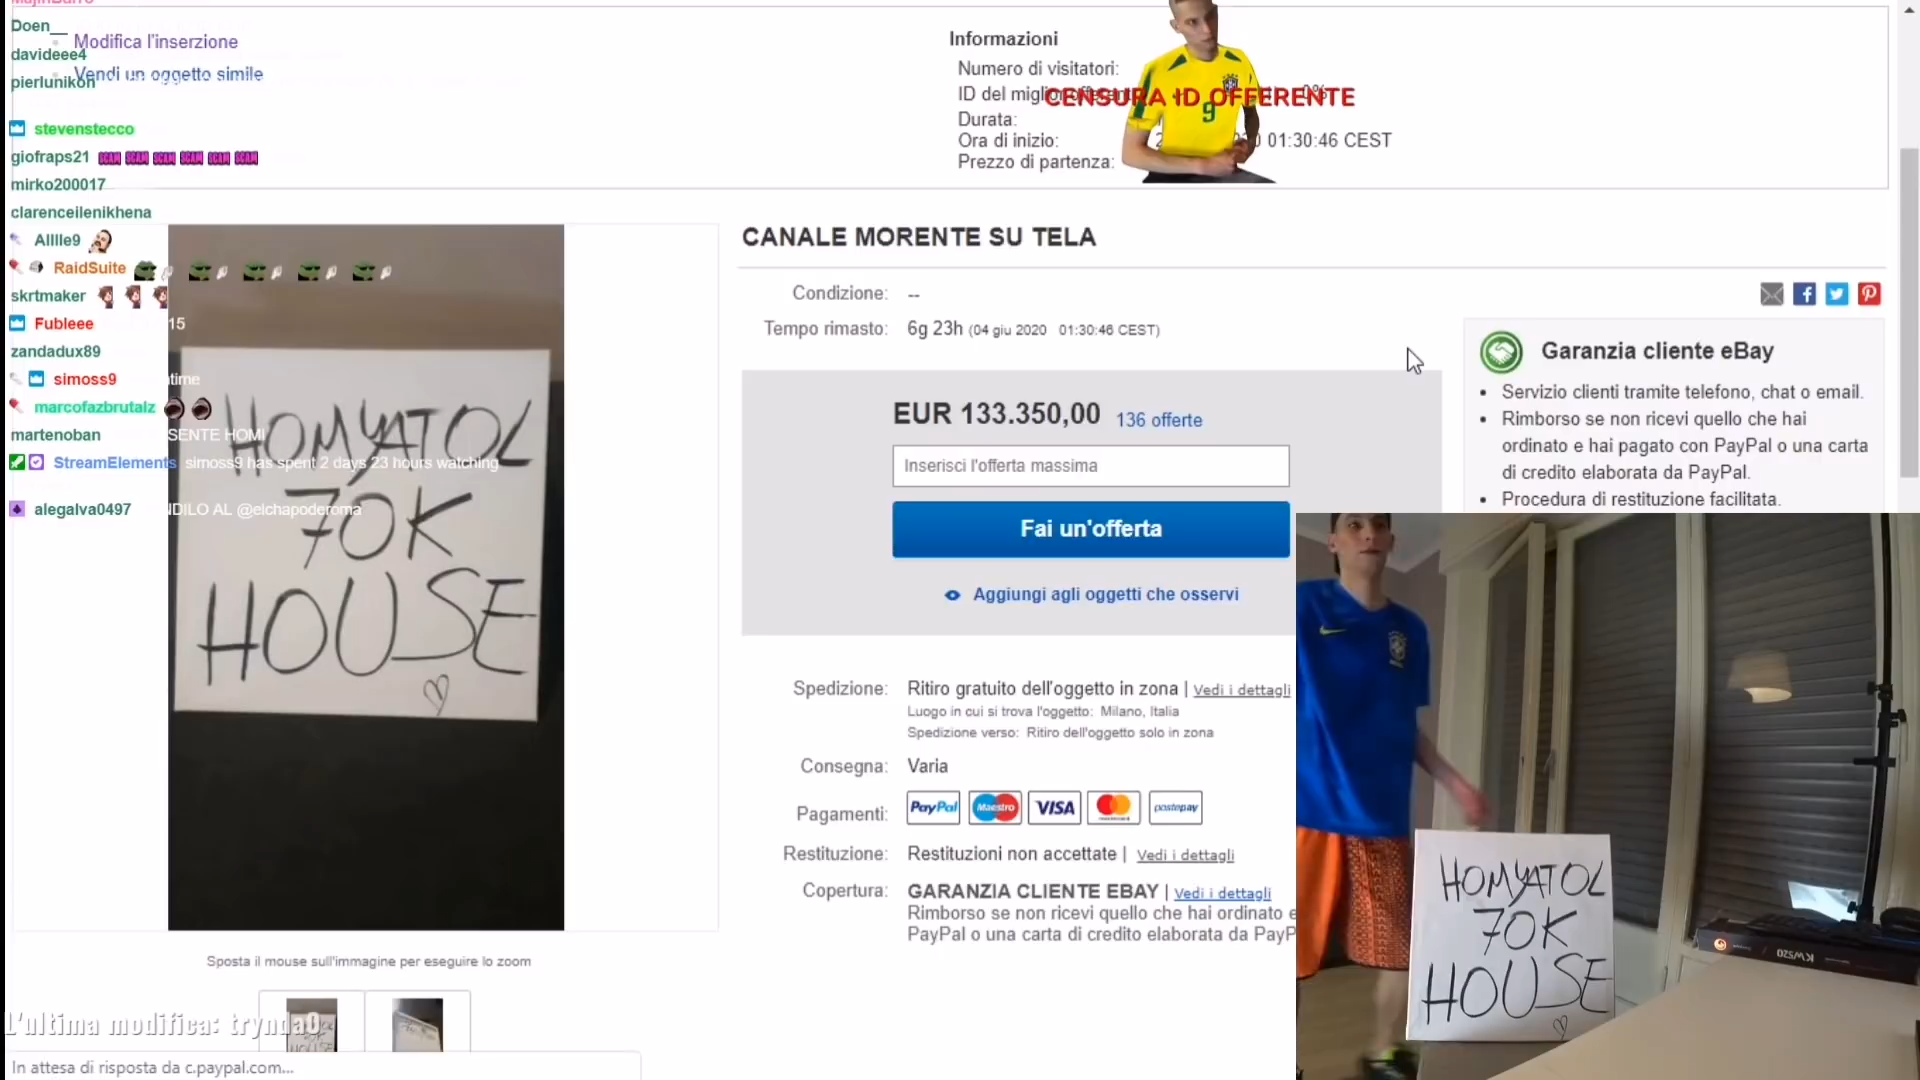 Doen__
davideee4
pierlunikon
stevenstecco
giofraps21
mirko200017
clarenceilenikhena
Alllle9
RaidSuite
skrtmaker
Fubleee 15
zandadux89
simoss9
marcofazbrutalz
martenoban SENTE HOMI
StreamElements simoss9 has spent 2 days 23 hours watching
alegalva0497 NDILO AL @elchapoderoma
Modifica l'inserzione
Vendi un oggetto simile
Informazioni
Numero di visitatori:
ID del miglior
CENSURA ID OFFERENTE
Durata:
Ora di inizio: 01:30:46 CEST
Prezzo di partenza:
9
CANALE MORENTE SU TELA
Condizione: --
Tempo rimasto: 6g 23h (04 giu 2020 01:30:46 CEST)
EUR 133.350,00 136 offerte
Inserisci l'offerta massima
Fai un'offerta
Aggiungi agli oggetti che osservi
Garanzia cliente eBay
Servizio clienti tramite telefono, chat o email.
Rimborso se non ricevi quello che hai
ordinato e hai pagato con PayPal o una carta
di credito elaborata da PayPal.
Procedura di restituzione facilitata.
HOMYATOL
70K
HOUSE
Spedizione: Ritiro gratuito dell'oggetto in zona | Vedi i dettagli
Luogo in cui si trova l'oggetto: Milano, Italia
Spedizione verso: Ritiro dell'oggetto solo in zona
Consegna: Varia
Pagamenti: PayPal Maestro VISA mastercard postepay
Restituzione: Restituzioni non accettate | Vedi i dettagli
Copertura: GARANZIA CLIENTE EBAY | Vedi i dettagli
Rimborso se non ricevi quello che hai ordinato e
PayPal o una carta di credito elaborata da PayP
Sposta il mouse sull'immagine per eseguire lo zoom
L'ultima modifica: trynda0
In attesa di risposta da c.paypal.com...
HOMYATOL
70K
HOUSE
KW520